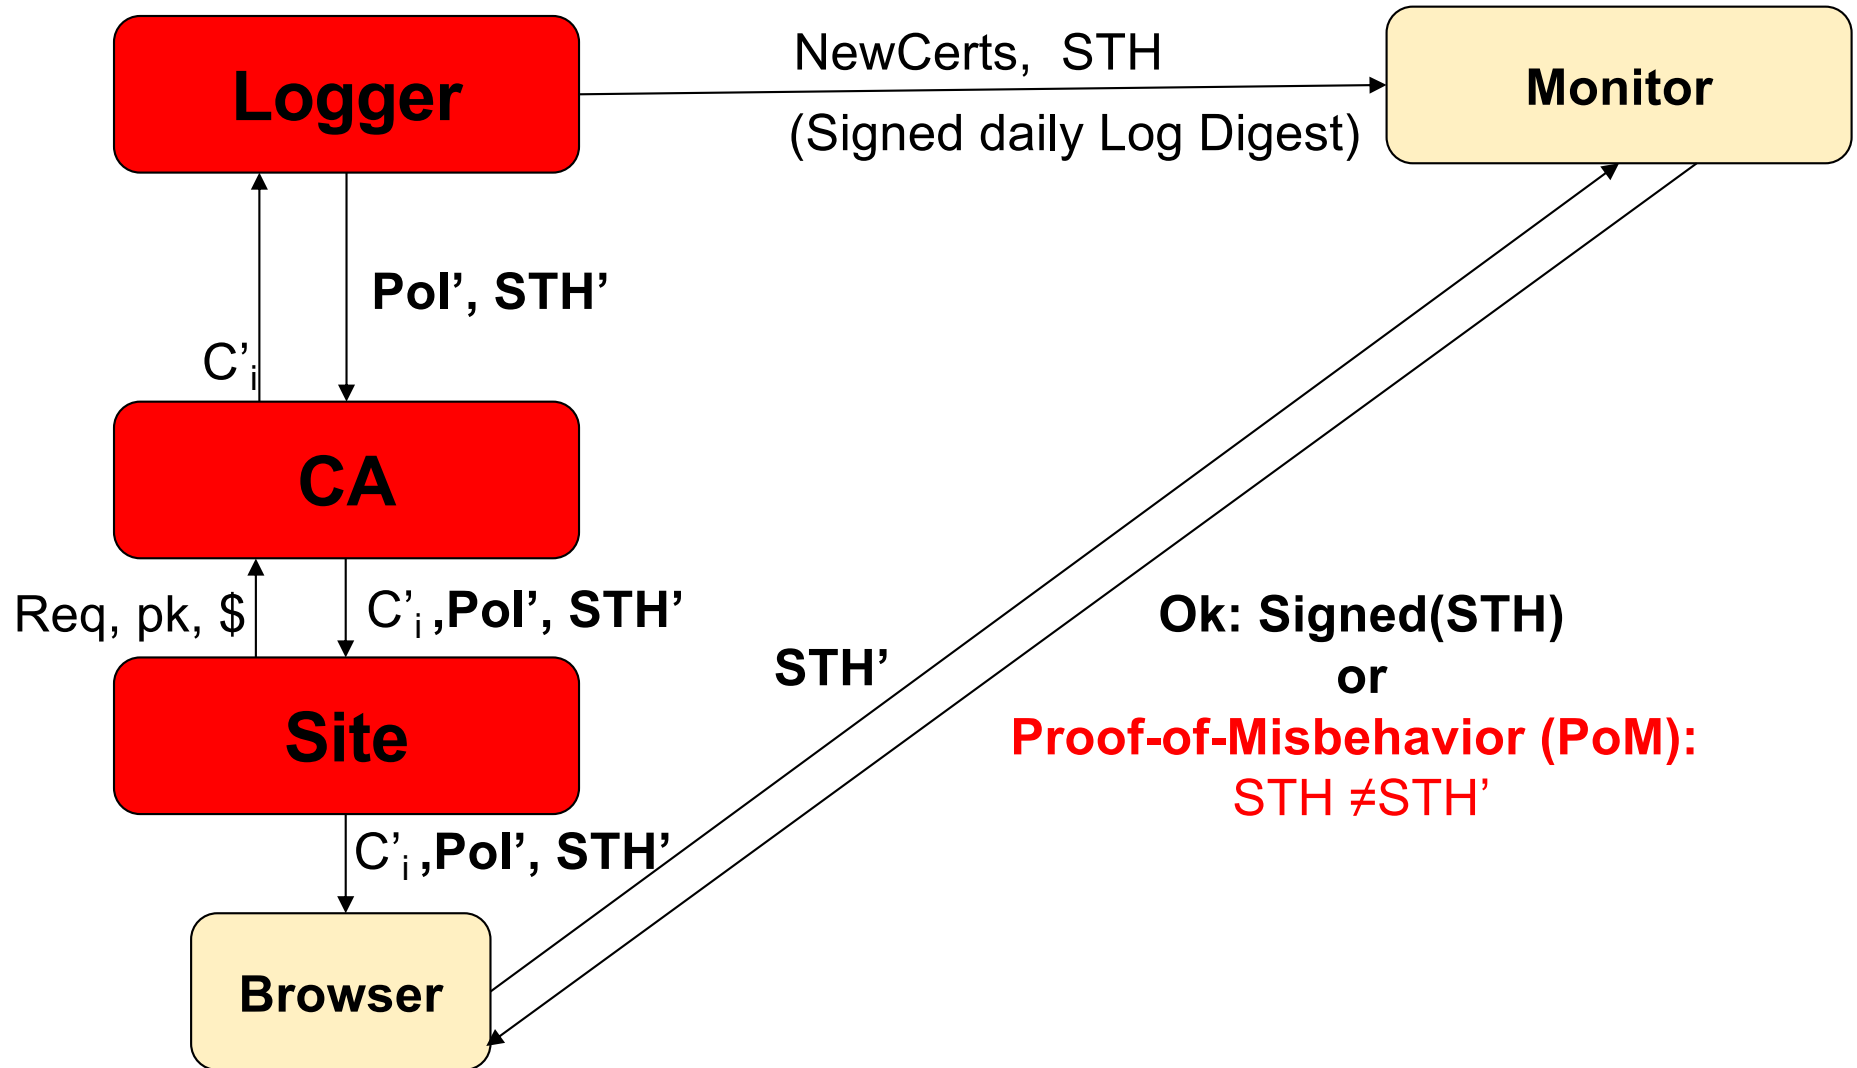 Logger
NewCerts,  STH
(Signed daily Log Digest)
Monitor
Pol’, STH’
C’i
CA
Req, pk, $
C’i ,Pol’, STH’
Site
STH’
Ok: Signed(STH)
or
Proof-of-Misbehavior (PoM):
STH ≠STH’
C’i ,Pol’, STH’
Browser